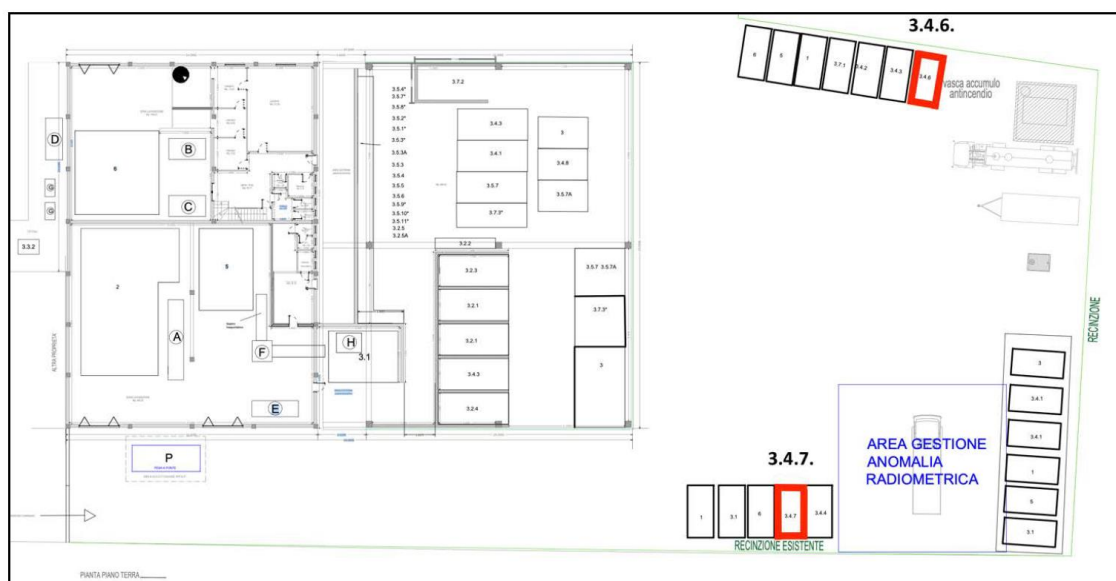 3.4.6.
6
5
1
3.7.1
3.4.2
3.4.3
3.4.6
vasca accumulo
antincendio
3.7.2
3.5.4*
3.5.7*
3.5.8*
3.5.2*
3.5.1*
3.5.3*
3.5.3A
3.5.3
3.5.4
3.5.5
3.5.6
3.5.9*
3.5.10*
3.5.11*
3.2.5
3.2.6A
3.4.3
3.4.1
3.5.7
3.7.3*
3
3.4.8
3.5.7A
D
B
C
G
G
6
3.3.2
2
5
A
F
H
3.1
E
3.2.2
3.2.3
3.2.1
3.2.1
3.4.3
3.2.4
3.5.7 3.5.7A
3.7.3*
3
ALTRA PROPRIETA'
RECINZIONE
3
3.4.1
3.4.1
1
5
3.1
AREA GESTIONE
ANOMALIA
RADIOMETRICA
P
3.4.7.
1
3.1
6
3.4.7
3.4.4
RECINZIONE ESISTENTE
PIANTA PIANO TERRA